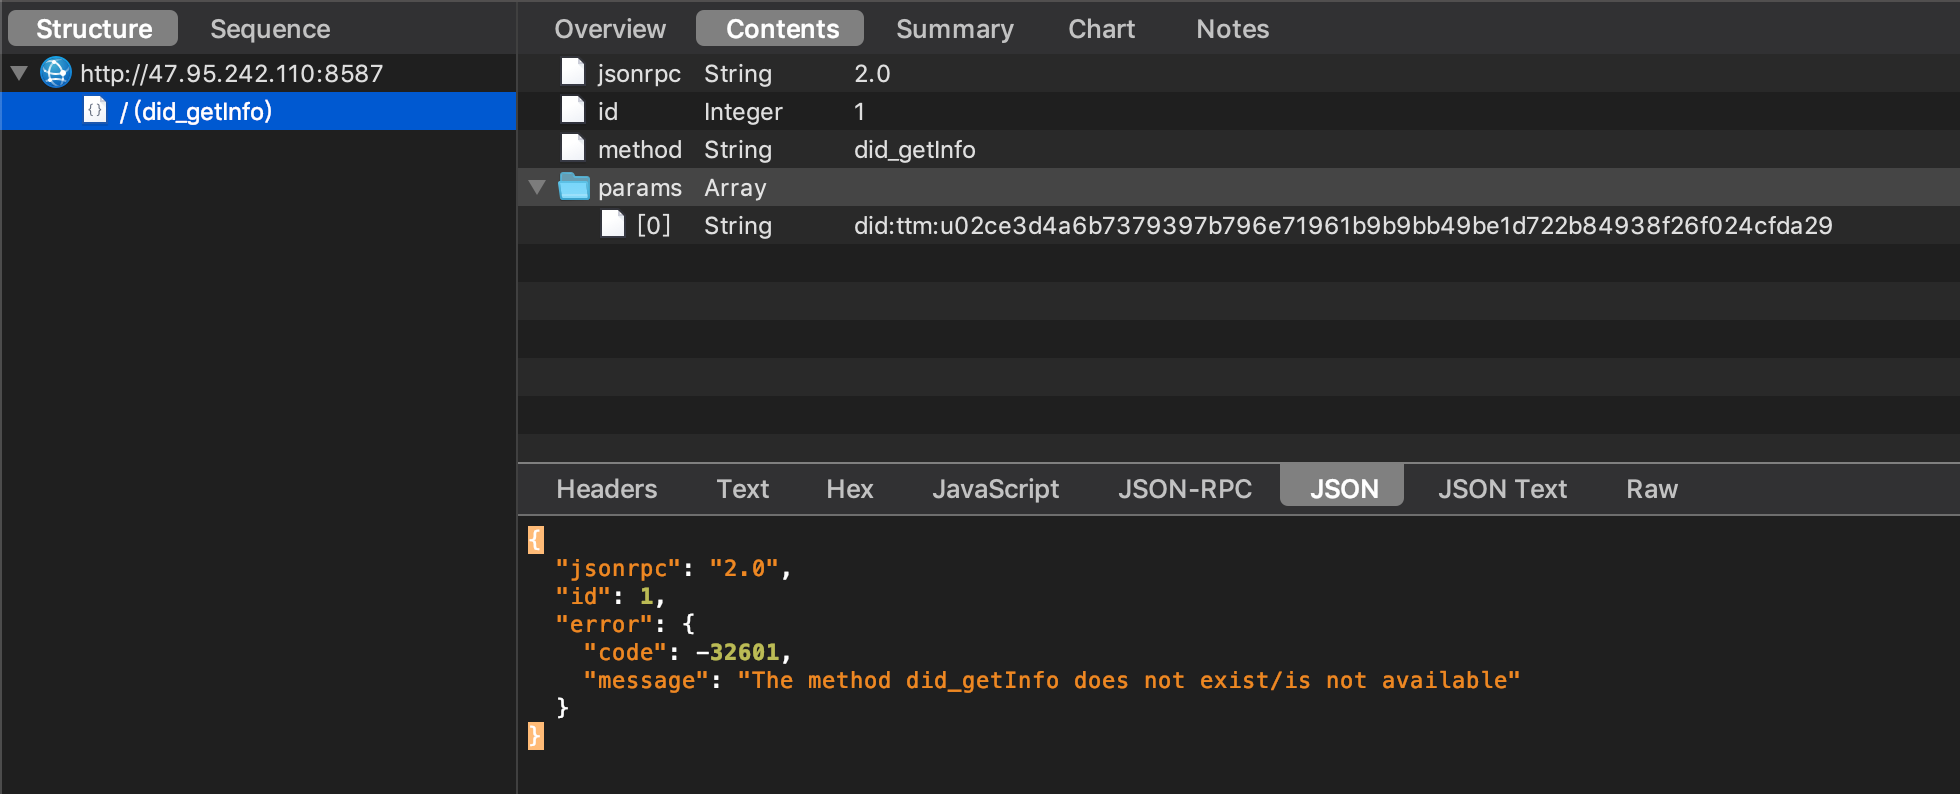 Structure Sequence
Overview Contents Summary Chart Notes
http://47.95.242.110:8587
{} / (did_getInfo)
jsonrpc String 2.0
id Integer 1
method String did_getInfo
params Array
[0] String did:ttm:u02ce3d4a6b7379397b796e71961b9b9bb49be1d722b84938f26f024cfda29
Headers Text Hex JavaScript JSON-RPC JSON JSON Text Raw
{
"jsonrpc": "2.0",
"id": 1,
"error": {
"code": -32601,
"message": "The method did_getInfo does not exist/is not available"
}
}